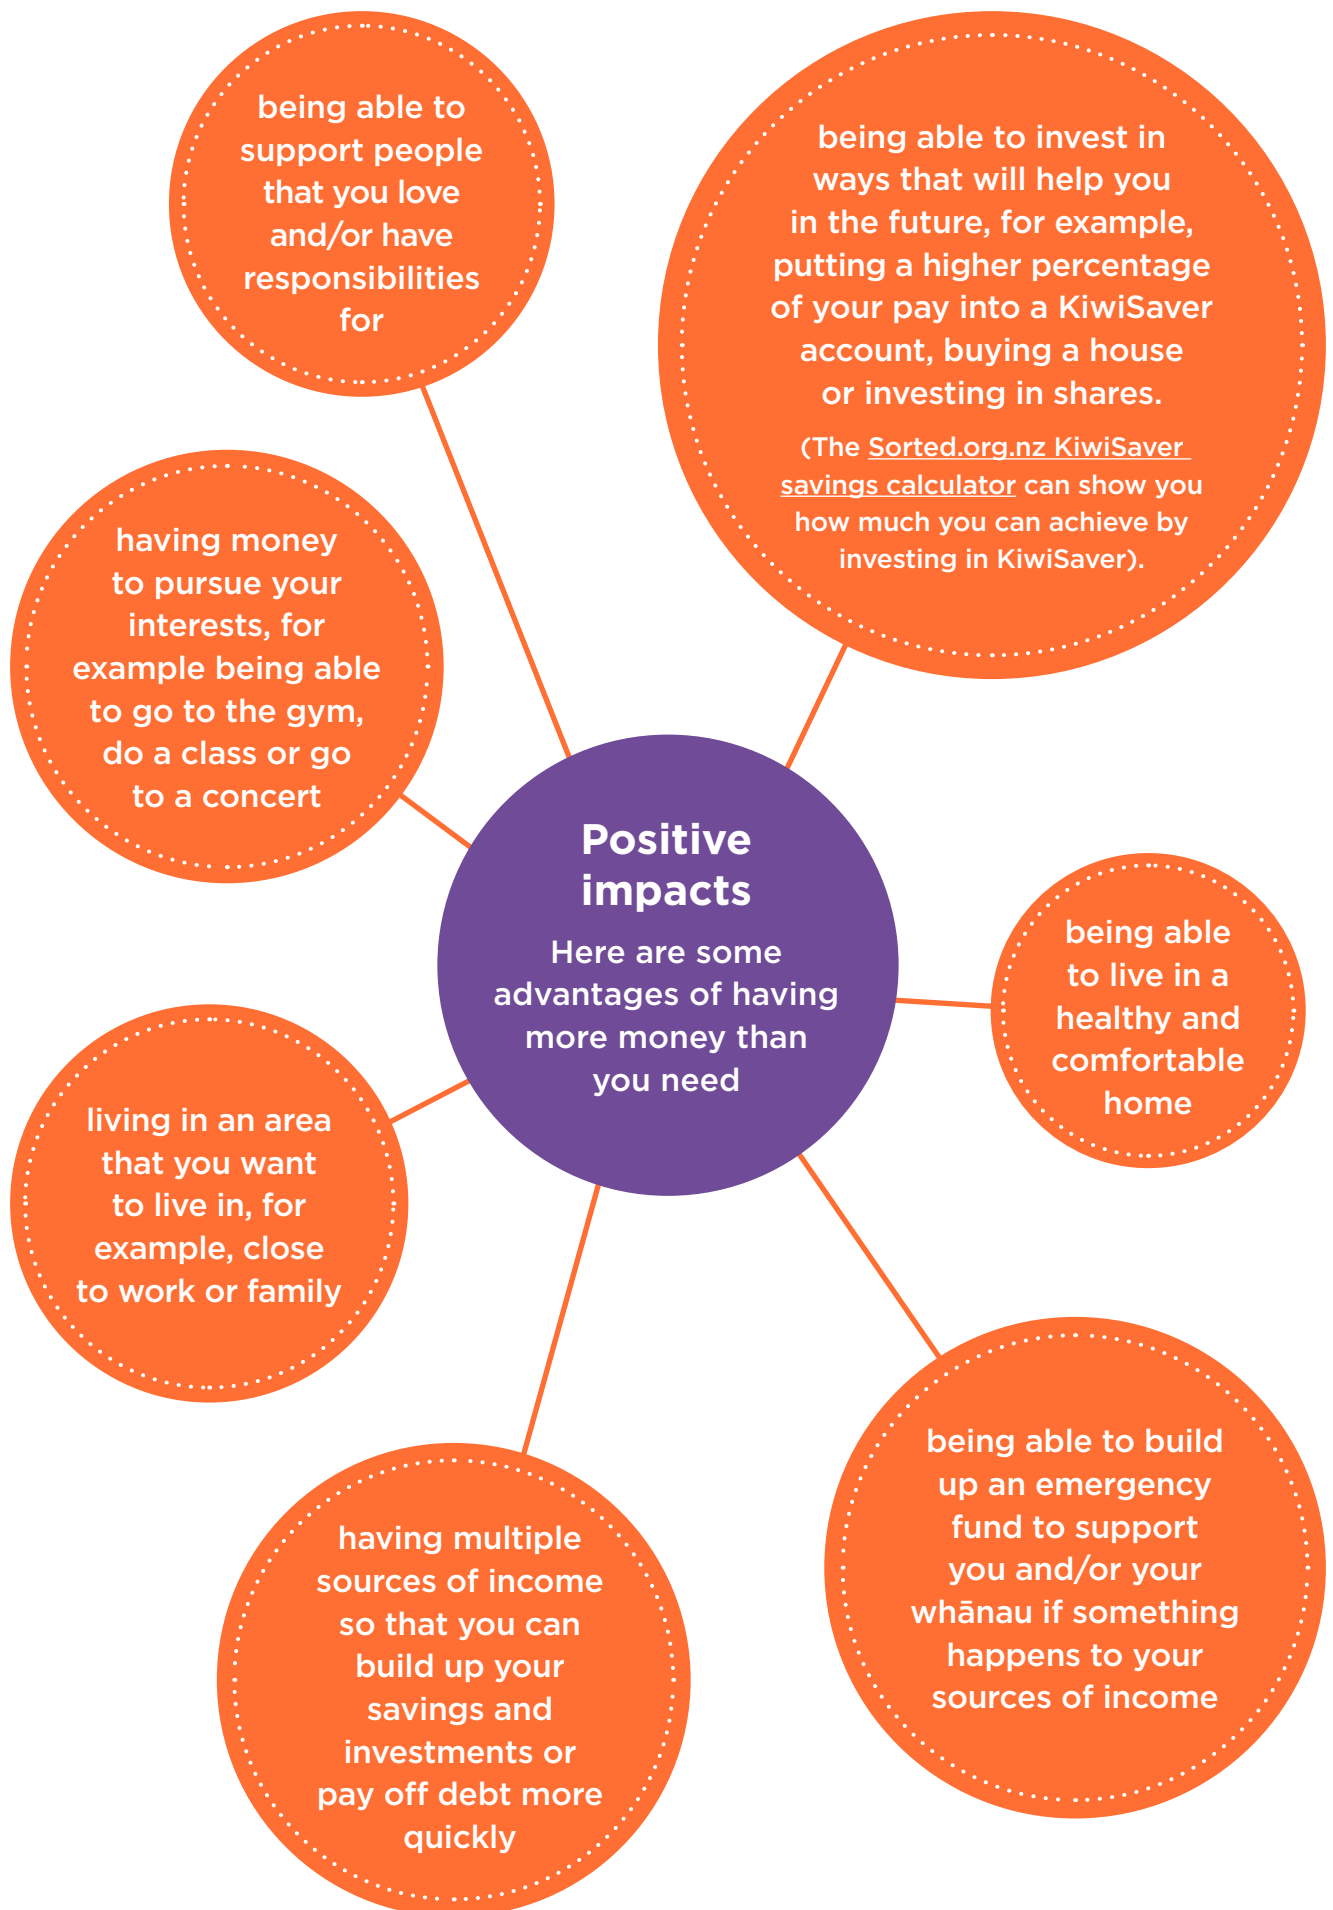 being able to
support people
that you love
and/or have
responsibilities
for
being able to invest in
ways that will help you
in the future, for example,
putting a higher percentage
of your pay into a KiwiSaver
account, buying a house
or investing in shares.
(The Sorted.org.nz KiwiSaver
savings calculator can show you
how much you can achieve by
investing in KiwiSaver).
having money
to pursue your
interests, for
example being able
to go to the gym,
do a class or go
to a concert
Positive
impacts
Here are some
advantages of having
more money than
you need
being able
to live in a
healthy and
comfortable
home
living in an area
that you want
to live in, for
example, close
to work or family
being able to build
up an emergency
fund to support
you and/or your
whānau if something
happens to your
sources of income
having multiple
sources of income
so that you can
build up your
savings and
investments or
pay off debt more
quickly